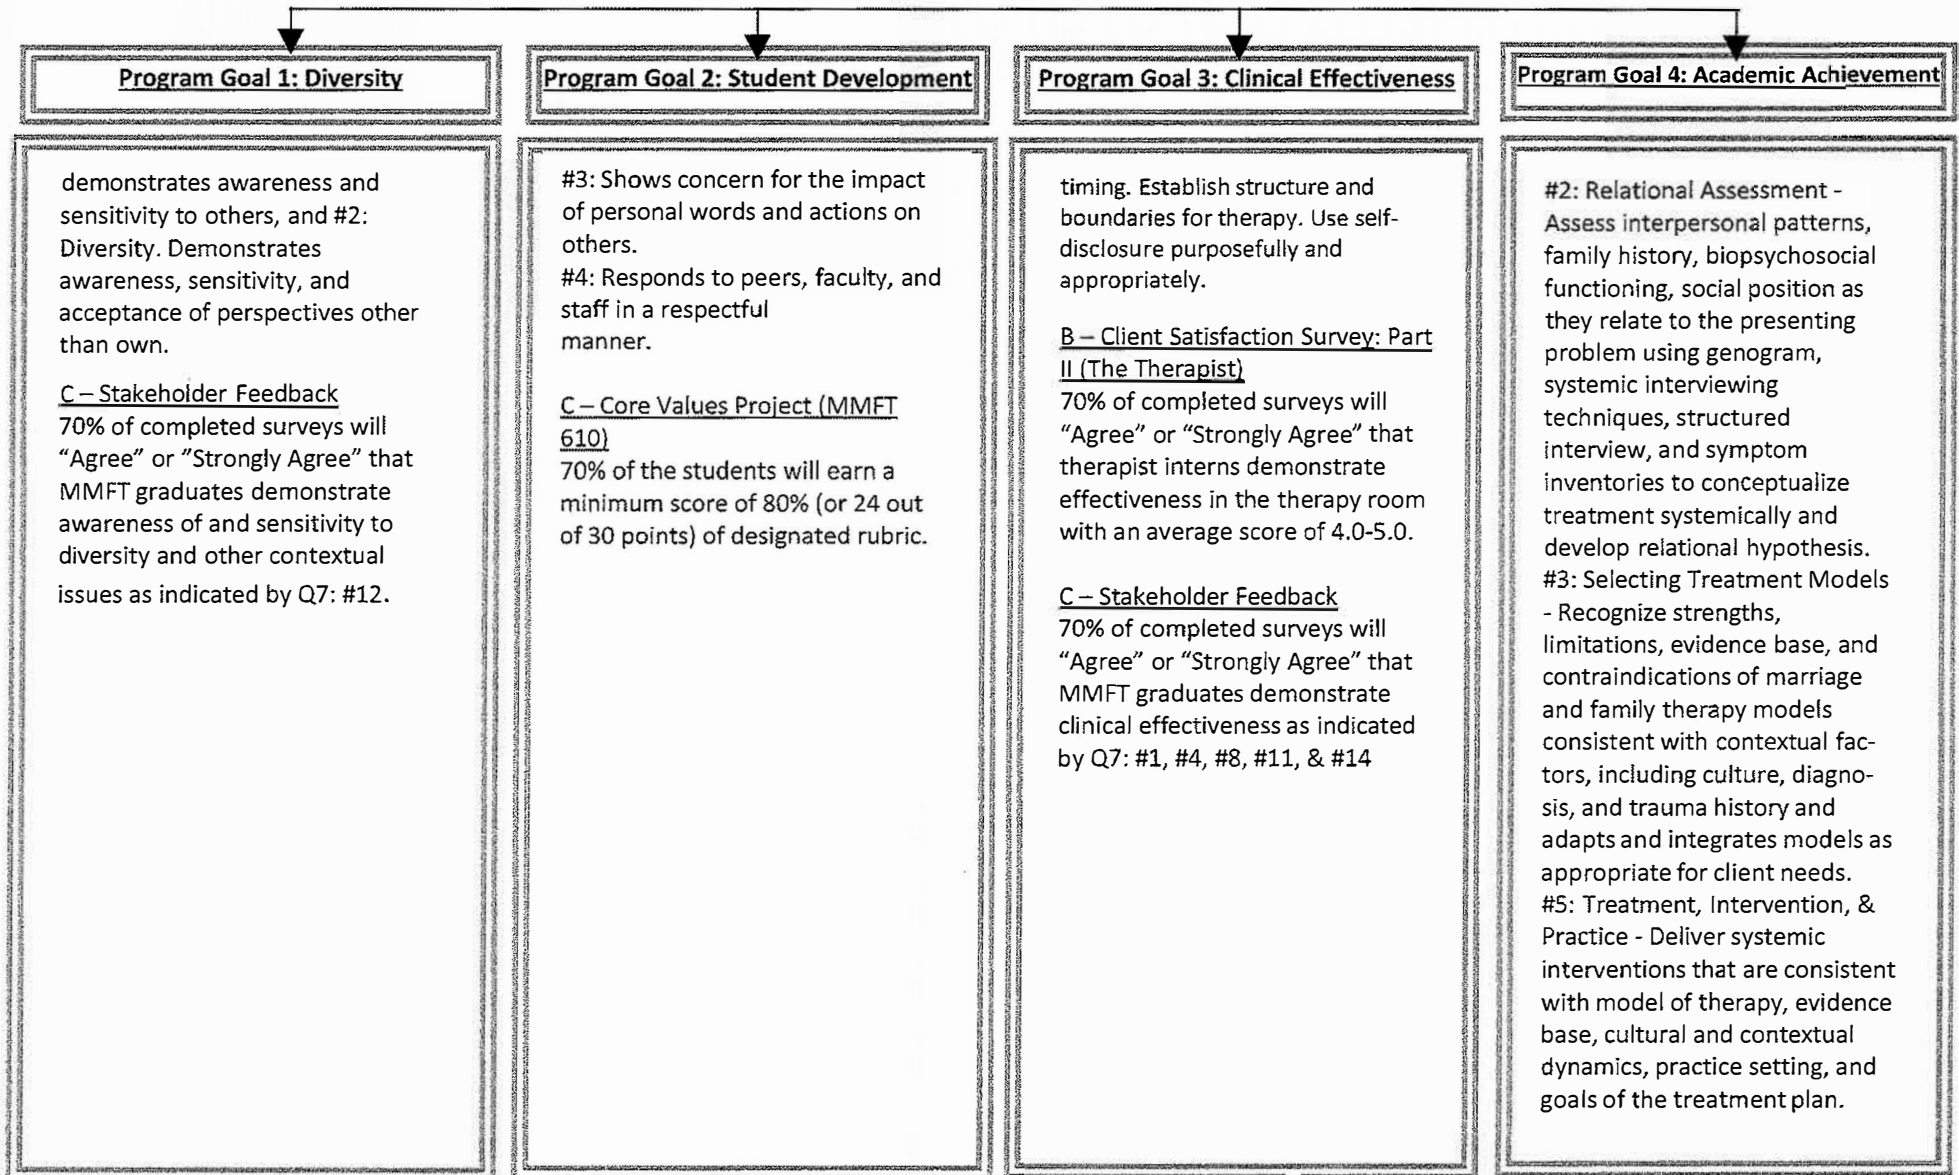 Program Goal 1: Diversity
demonstrates awareness and
sensitivity to others, and #2:
Diversity. Demonstrates
awareness, sensitivity, and
acceptance of perspectives other
than own.
C – Stakeholder Feedback
70% of completed surveys will
“Agree” or ”Strongly Agree” that
MMFT graduates demonstrate
awareness of and sensitivity to
diversity and other contextual
issues as indicated by Q7: #12.
Program Goal 2: Student Development
#3: Shows concern for the impact
of personal words and actions on
others.
#4: Responds to peers, faculty, and
staff in a respectful
manner.
C – Core Values Project (MMFT
610)
70% of the students will earn a
minimum score of 80% (or 24 out
of 30 points) of designated rubric.
Program Goal 3: Clinical Effectiveness
timing. Establish structure and
boundaries for therapy. Use self-
disclosure purposefully and
appropriately.
B – Client Satisfaction Survey: Part
II (The Therapist)
70% of completed surveys will
“Agree” or “Strongly Agree” that
therapist interns demonstrate
effectiveness in the therapy room
with an average score of 4.0-5.0.
C – Stakeholder Feedback
70% of completed surveys will
“Agree” or “Strongly Agree” that
MMFT graduates demonstrate
clinical effectiveness as indicated
by Q7: #1, #4, #8, #11, & #14
Program Goal 4: Academic Achievement
#2: Relational Assessment -
Assess interpersonal patterns,
family history, biopsychosocial
functioning, social position as
they relate to the presenting
problem using genogram,
systemic interviewing
techniques, structured
interview, and symptom
inventories to conceptualize
treatment systemically and
develop relational hypothesis.
#3: Selecting Treatment Models
- Recognize strengths,
limitations, evidence base, and
contraindications of marriage
and family therapy models
consistent with contextual fac-
tors, including culture, diagno-
sis, and trauma history and
adapts and integrates models as
appropriate for client needs.
#5: Treatment, Intervention, &
Practice - Deliver systemic
interventions that are consistent
with model of therapy, evidence
base, cultural and contextual
dynamics, practice setting, and
goals of the treatment plan.